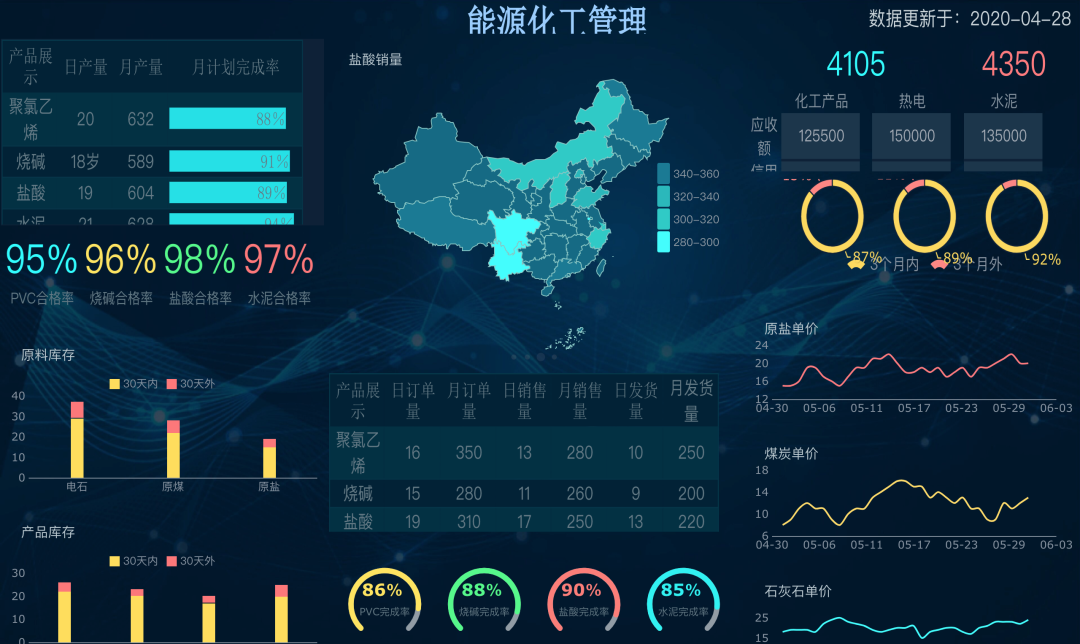 能源化工管理
数据更新于：2020-04-28
产品展示 日产量 月产量 月计划完成率
聚氯乙烯 20 632 88%
烧碱 18岁 589 91%
盐酸 19 604 89%
水泥 21 628 94%
95% 96% 98% 97%
PVC合格率 烧碱合格率 盐酸合格率 水泥合格率
原料库存
30天内 30天外
40
30
20
10
0
电石 原煤 原盐
产品库存
30天内 30天外
30
20
10
0
盐酸销量
340-360
320-340
300-320
280-300
产品展示 日订单量 月订单量 日销售量 月销售量 日发货量 月发货量
聚氯乙烯 16 350 13 280 10 250
烧碱 15 280 11 260 9 200
盐酸 19 310 17 250 13 220
86% 88% 90% 85%
PVC完成率 烧碱完成率 盐酸完成率 水泥完成率
4105 4350
化工产品 热电 水泥
应收额 125500 150000 135000
87% 89% 92%
3个月内 3个月外
原盐单价
24
20
16
12
04-30 05-06 05-11 05-17 05-23 05-29 06-03
煤炭单价
18
14
10
6
04-30 05-06 05-11 05-17 05-23 05-29 06-03
石灰石单价
25
15